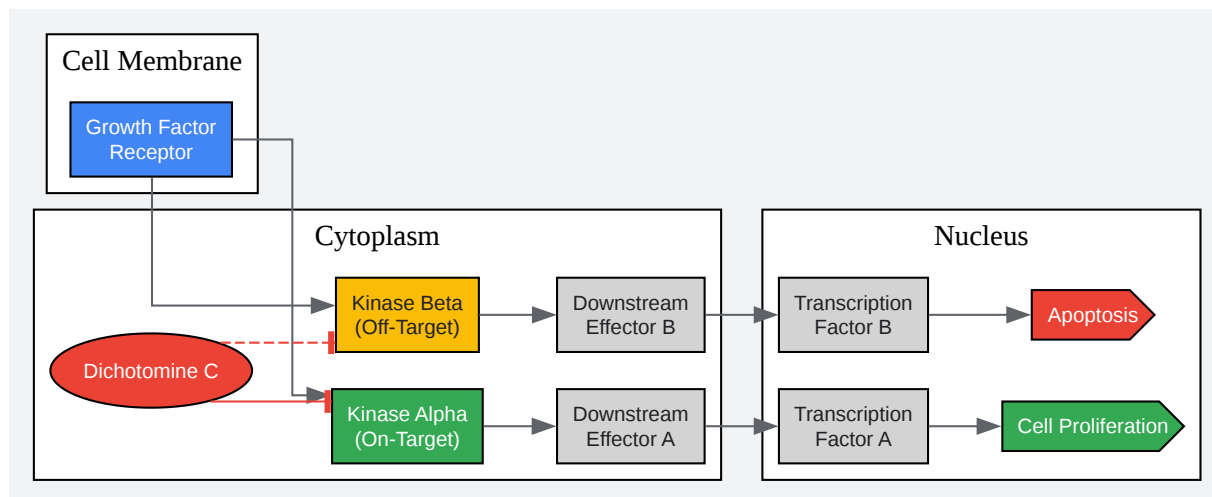 Cell Membrane
Growth Factor
Receptor
Cytoplasm
Kinase Beta
(Off-Target)
Downstream
Effector B
Dichotomine C
Kinase Alpha
(On-Target)
Downstream
Effector A
Nucleus
Transcription
Factor B
Apoptosis
Transcription
Factor A
Cell Proliferation